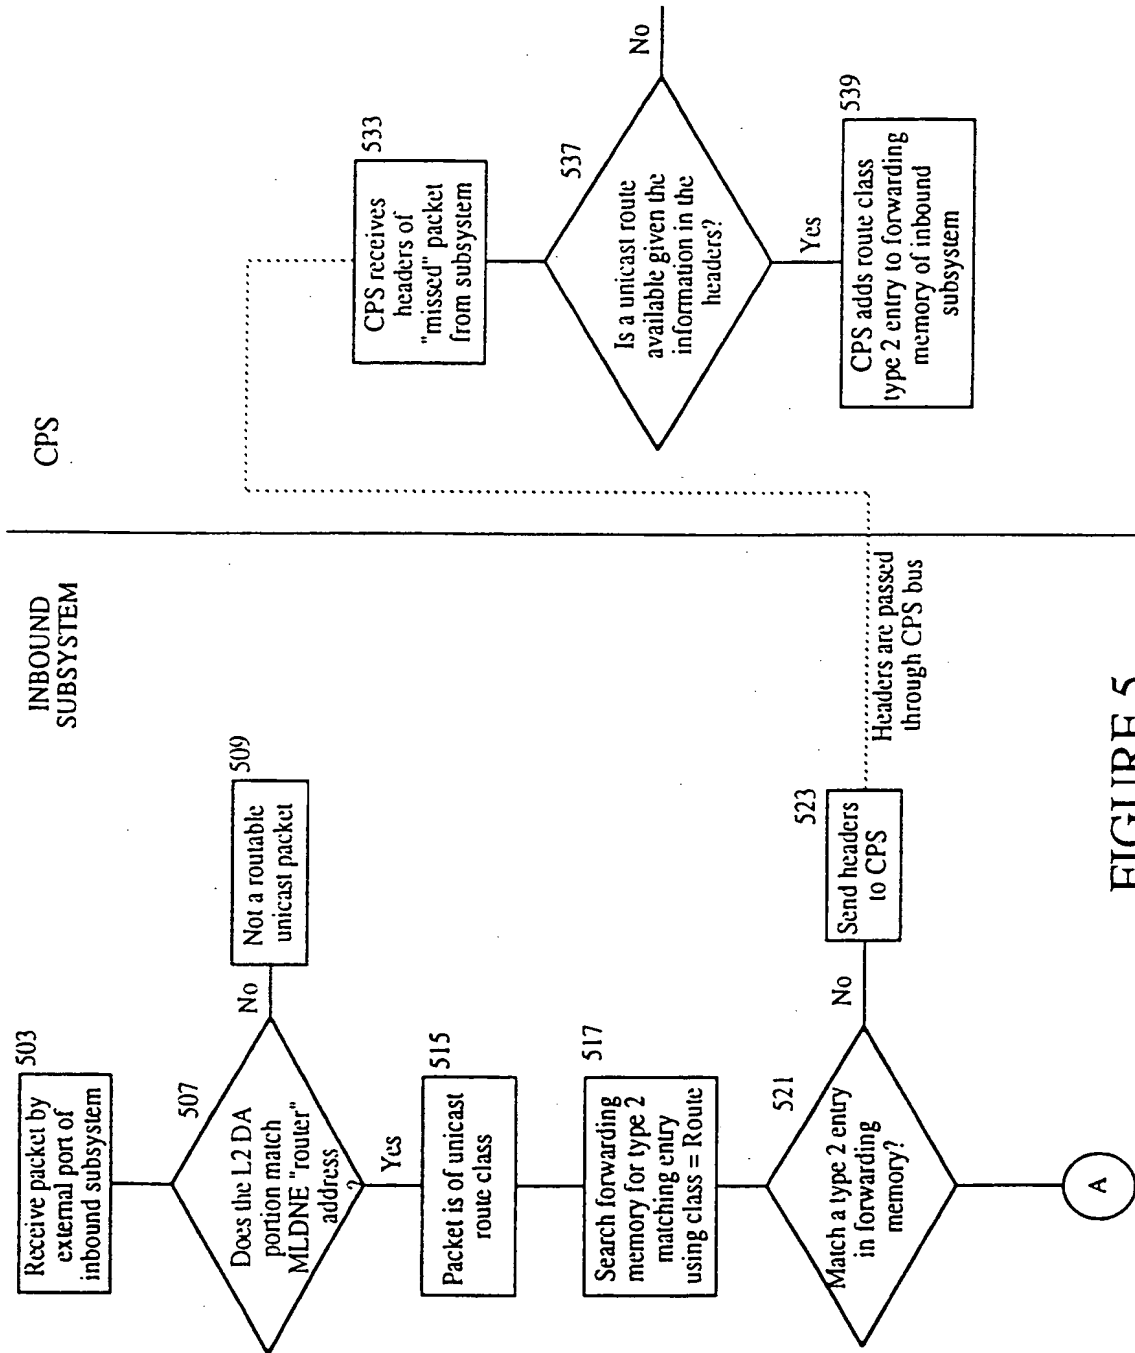 INBOUND
SUBSYSTEM
CPS
503
Receive packet by
external port of
inbound subsystem
507
Does the L2 DA
portion match
MLDNE "router"
address
?
No
509
Not a routable
unicast packet
Yes
515
Packet is of unicast
route class
517
Search forwarding
memory for type 2
matching entry
using class = Route
521
Match a type 2 entry
in forwarding
memory?
No
523
Send headers
to CPS
A
Headers are passed
through CPS bus
533
CPS receives
headers of
"missed" packet
from subsystem
537
Is a unicast route
available given the
information in the
headers?
No
Yes
539
CPS adds route class
type 2 entry to forwarding
memory of inbound
subsystem
FIGURE 5